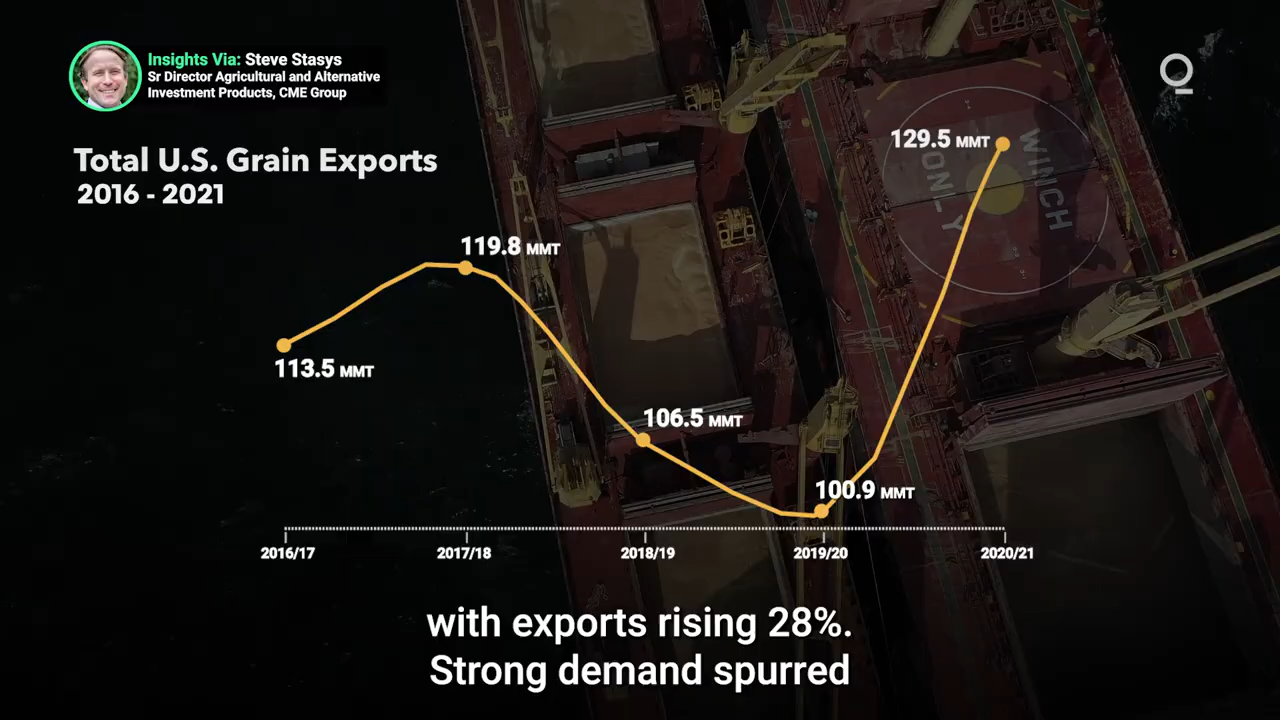 Insights Via: Steve Stasys
Sr Director Agricultural and Alternative
Investment Products, CME Group
Total U.S. Grain Exports
2016 - 2021
129.5 MMT
WINCH
ONLY
119.8 MMT
113.5 MMT
106.5 MMT
100.9 MMT
2016/17
2017/18
2018/19
2019/20
2020/21
with exports rising 28%.
Strong demand spurred